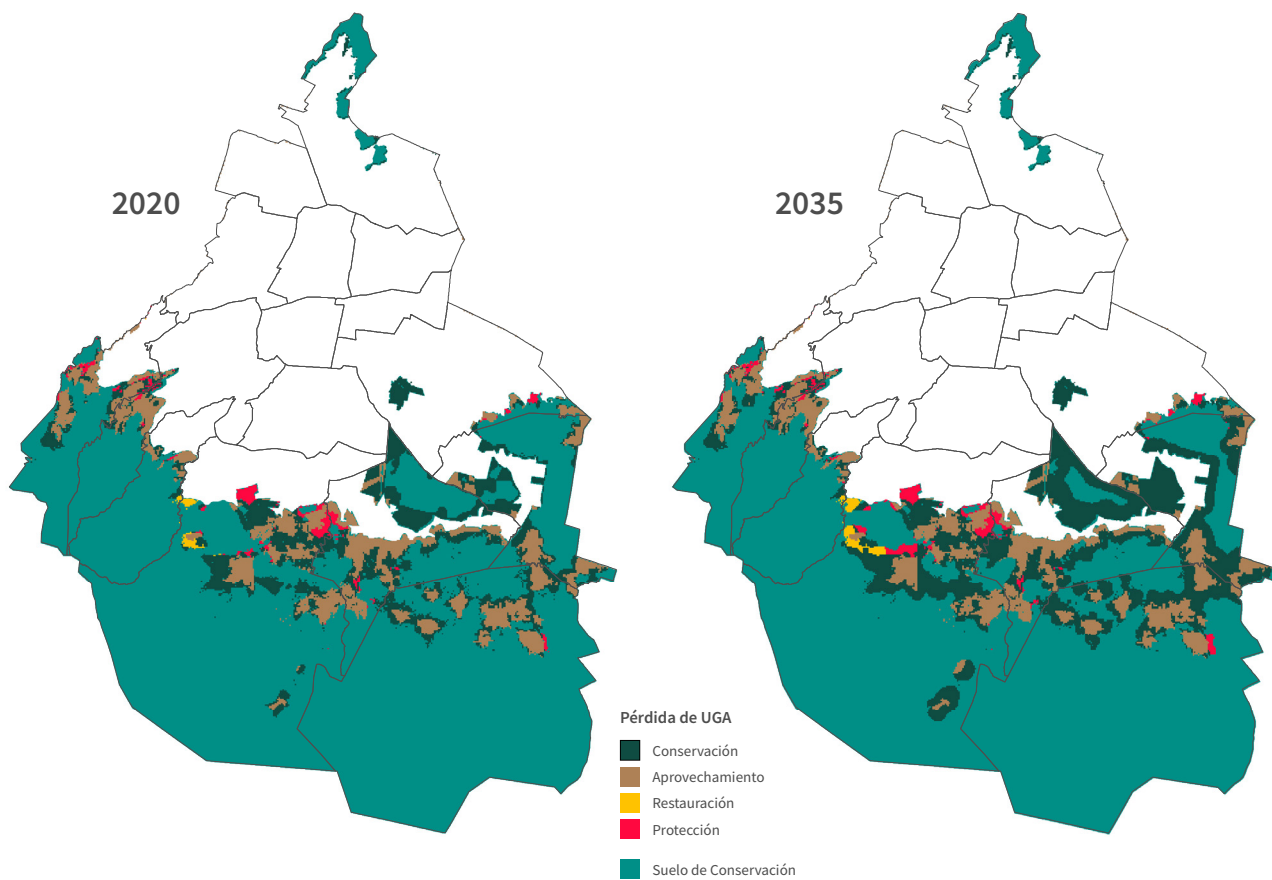 2020
2035
Pérdida de UGA
Conservación
Aprovechamiento
Restauración
Protección
Suelo de Conservación